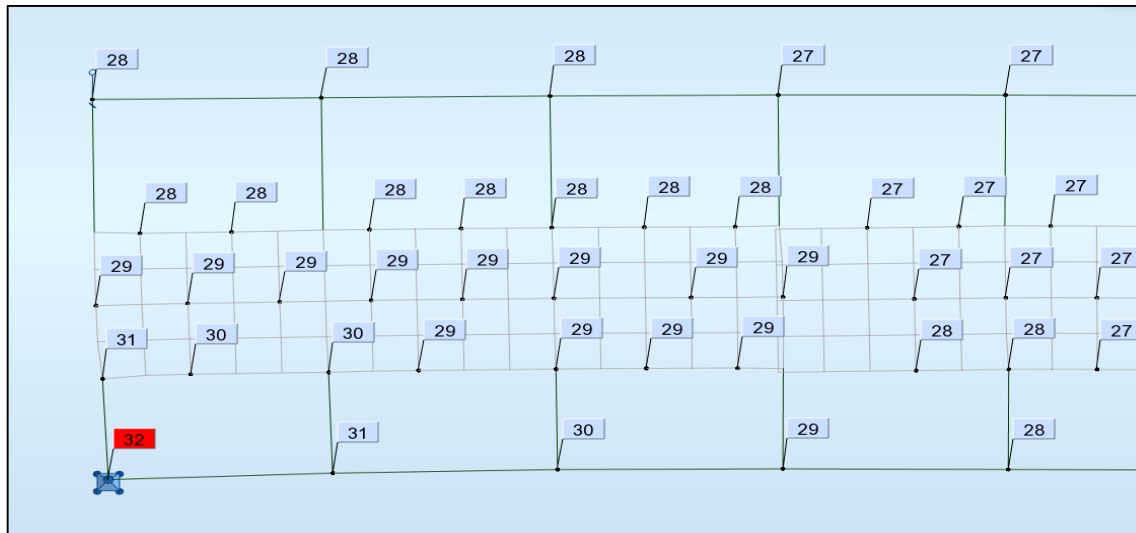 28 28 28 27 27
28 28 28 28 28 28 28 27 27 27
29 29 29 29 29 29 29 29 27 27 27
31 30 30 29 29 29 29 28 28 27
32 31 30 29 28